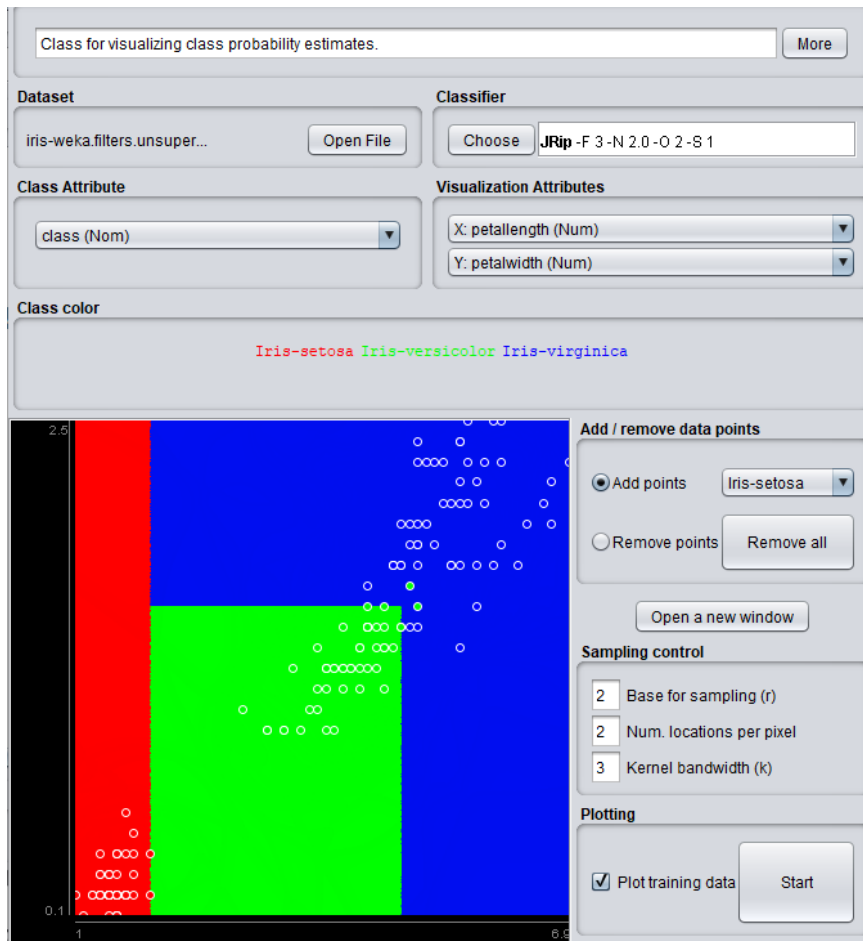 Class for visualizing class probability estimates.
More
Dataset
iris-weka.filters.unsuper...
Open File
Classifier
Choose
JRip -F 3 -N 2.0 -O 2 -S 1
Class Attribute
class (Nom)
Visualization Attributes
X: petallength (Num)
Y: petalwidth (Num)
Class color
Iris-setosa Iris-versicolor Iris-virginica
2.5
0.1
1
6.9
Add / remove data points
Add points
Iris-setosa
Remove points
Remove all
Open a new window
Sampling control
2 Base for sampling (r)
2 Num. locations per pixel
3 Kernel bandwidth (k)
Plotting
Plot training data
Start